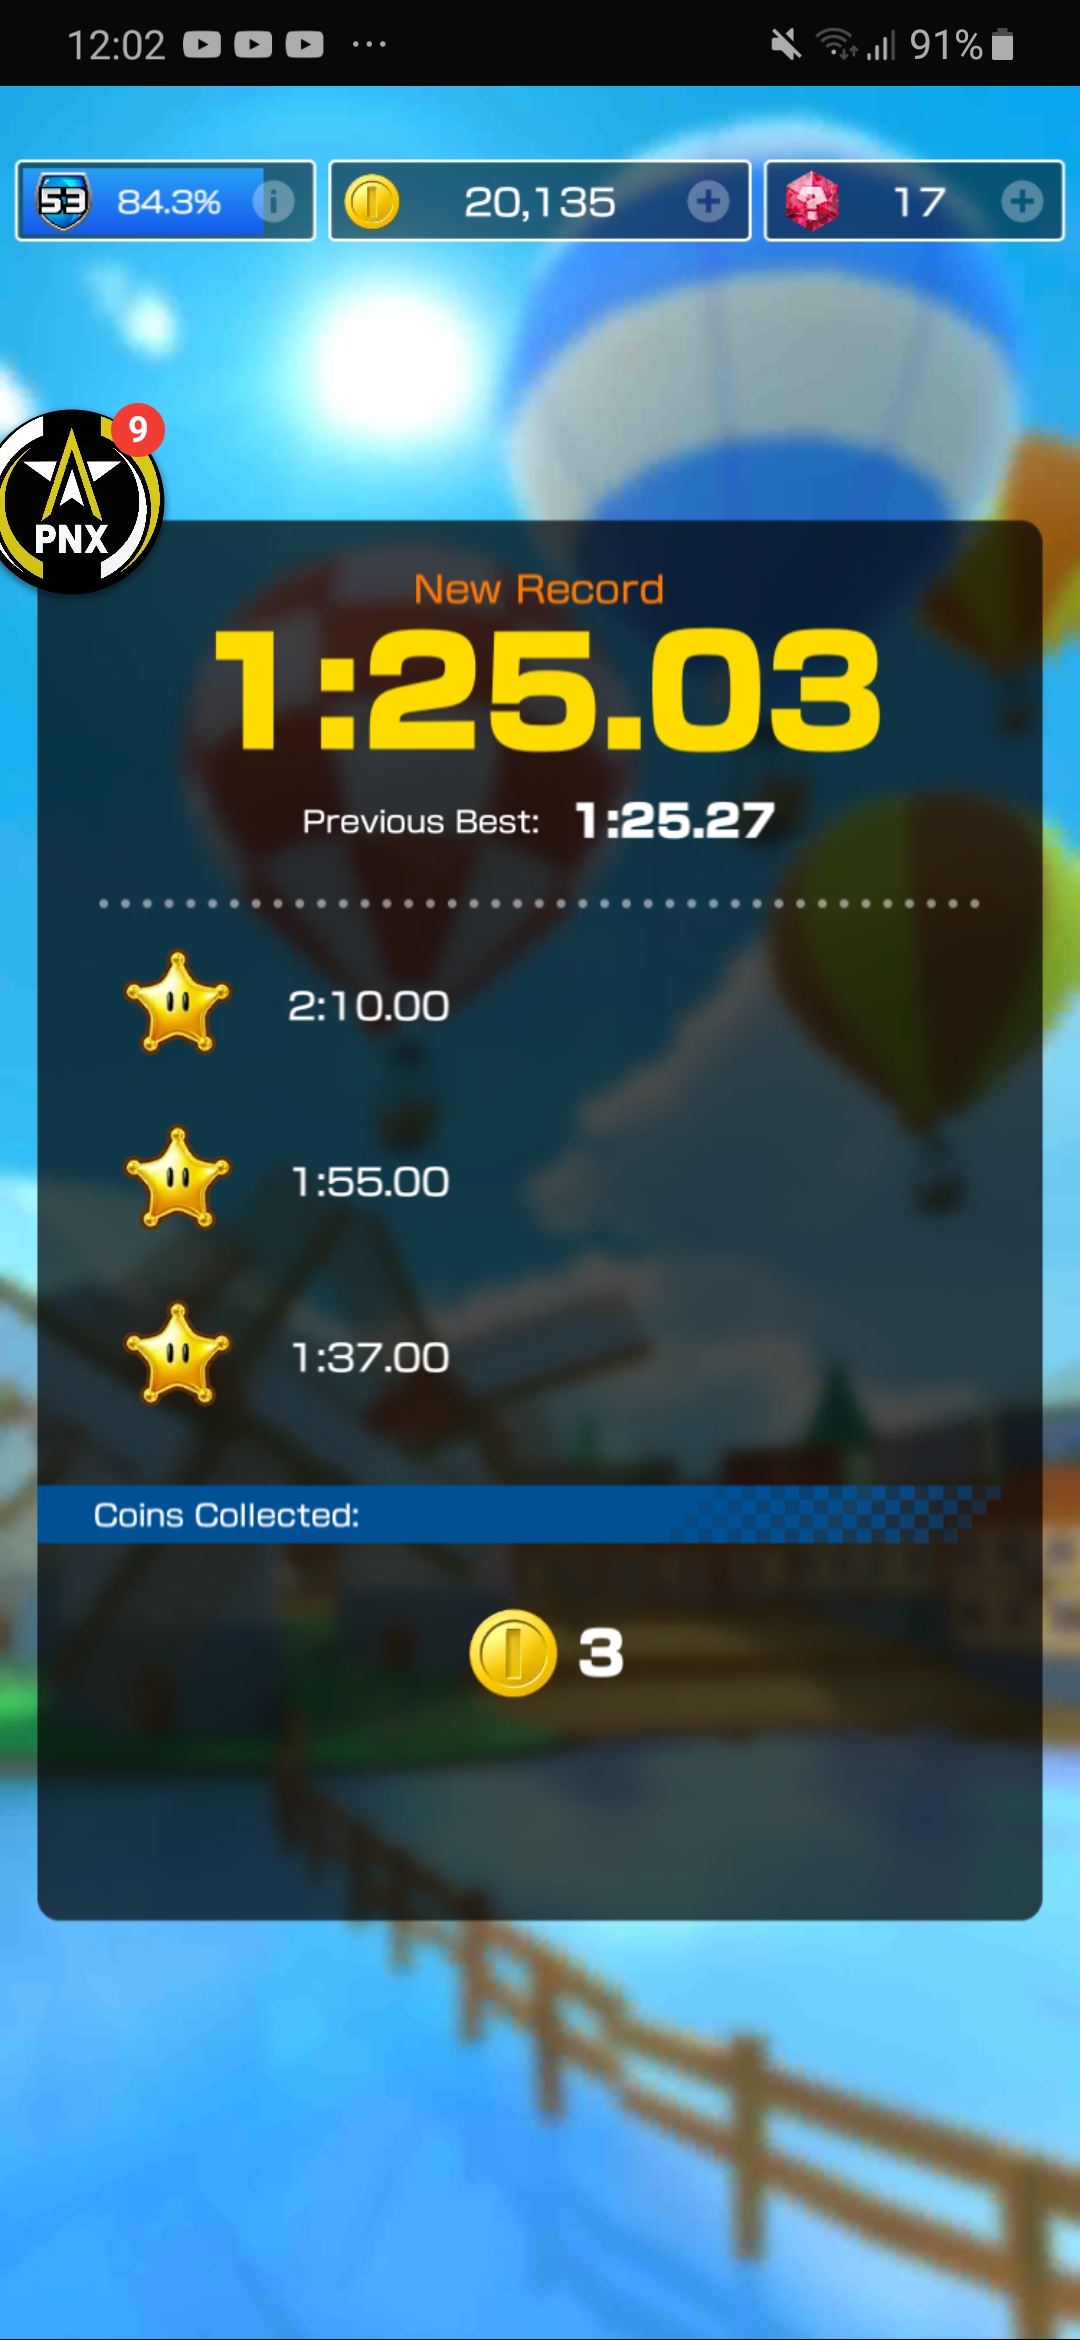 12:02 ... 91%
53 84.3% i 20,135 + 17 +
9
PNX
New Record
1:25.03
Previous Best: 1:25.27
2:10.00
1:55.00
1:37.00
Coins Collected:
3